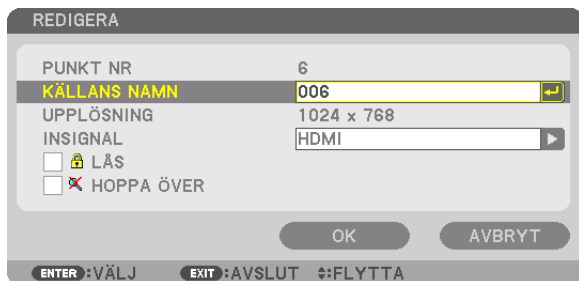 REDIGERA
PUNKT NR 6
KÄLLANS NAMN 006
UPPLÖSNING 1024 x 768
INSIGNAL HDMI
LÅS
HOPPA ÖVER
OK AVBRYT
ENTER:VÄLJ EXIT:AVSLUT :FLYTTA